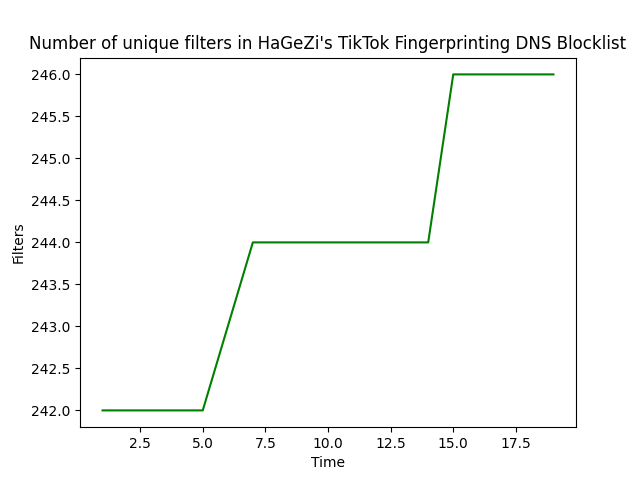 Number of unique filters in HaGeZi's TikTok Fingerprinting DNS Blocklist
246.0
245.5
245.0
244.5
244.0
243.5
243.0
242.5
242.0
Filters
2.5 5.0 7.5 10.0 12.5 15.0 17.5
Time